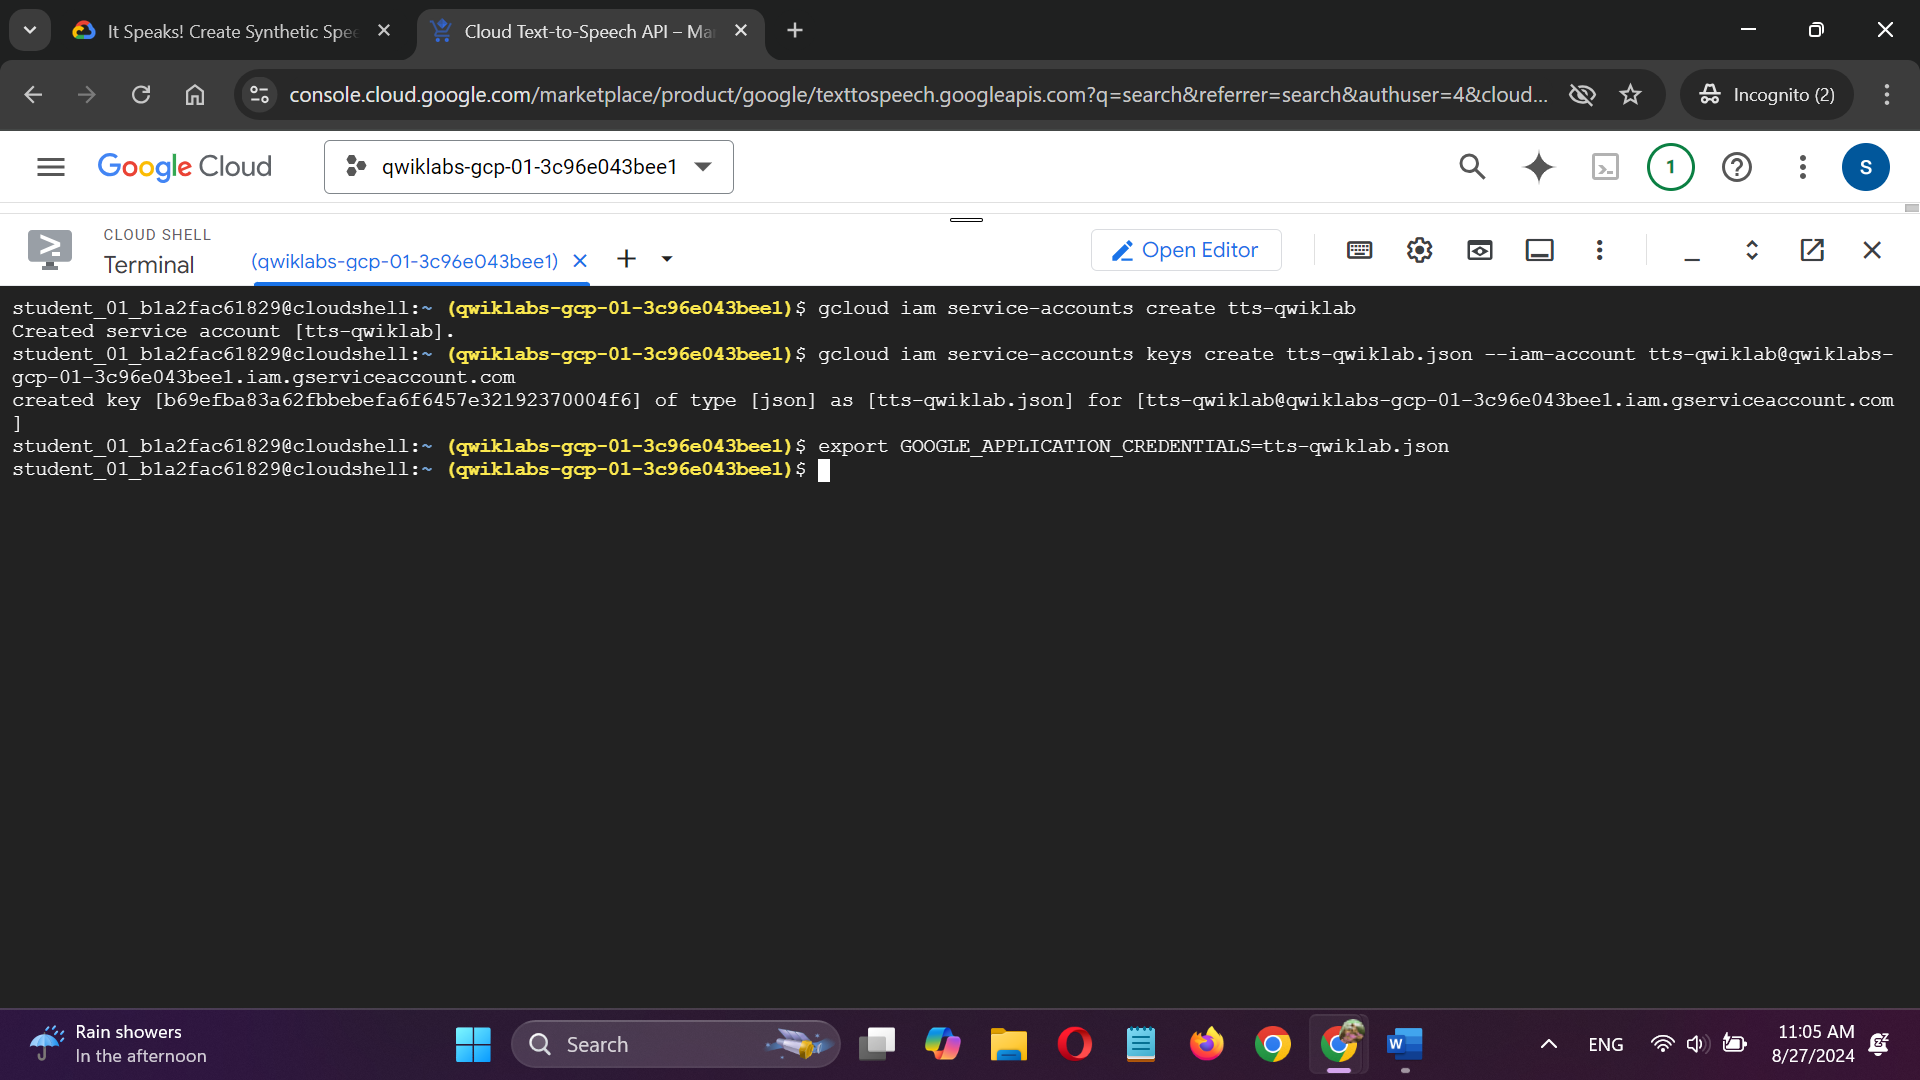 It Speaks! Create Synthetic Spee
Cloud Text-to-Speech API – Ma
console.cloud.google.com/marketplace/product/google/texttospeech.googleapis.com?q=search&referrer=search&authuser=4&cloud...
Incognito (2)
Google Cloud
qwiklabs-gcp-01-3c96e043bee1
1
S
CLOUD SHELL
Terminal
(qwiklabs-gcp-01-3c96e043bee1)
Open Editor
student_01_b1a2fac61829@cloudshell:~ (qwiklabs-gcp-01-3c96e043bee1)$ gcloud iam service-accounts create tts-qwiklab
Created service account [tts-qwiklab].
student_01_b1a2fac61829@cloudshell:~ (qwiklabs-gcp-01-3c96e043bee1)$ gcloud iam service-accounts keys create tts-qwiklab.json --iam-account tts-qwiklab@qwiklabs-
gcp-01-3c96e043bee1.iam.gserviceaccount.com
created key [b69efba83a62fbbebefa6f6457e32192370004f6] of type [json] as [tts-qwiklab.json] for [tts-qwiklab@qwiklabs-gcp-01-3c96e043bee1.iam.gserviceaccount.com
]
student_01_b1a2fac61829@cloudshell:~ (qwiklabs-gcp-01-3c96e043bee1)$ export GOOGLE_APPLICATION_CREDENTIALS=tts-qwiklab.json
student_01_b1a2fac61829@cloudshell:~ (qwiklabs-gcp-01-3c96e043bee1)$
Rain showers
In the afternoon
Search
ENG
11:05 AM
8/27/2024